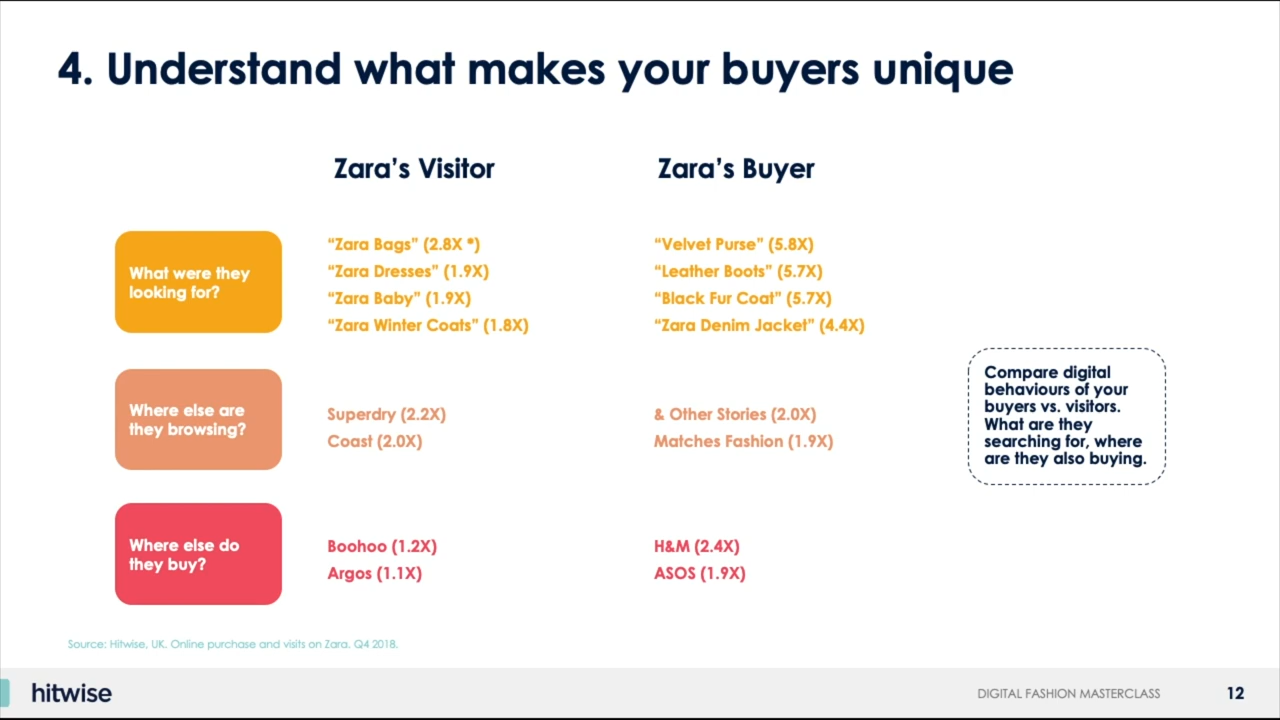 4. Understand what makes your buyers unique
Zara’s Visitor
Zara’s Buyer
What were they
looking for?
“Zara Bags” (2.8X *)
“Zara Dresses” (1.9X)
“Zara Baby” (1.9X)
“Zara Winter Coats” (1.8X)
“Velvet Purse” (5.8X)
“Leather Boots” (5.7X)
“Black Fur Coat” (5.7X)
“Zara Denim Jacket” (4.4X)
Where else are
they browsing?
Superdry (2.2X)
Coast (2.0X)
& Other Stories (2.0X)
Matches Fashion (1.9X)
Compare digital
behaviours of your
buyers vs. visitors.
What are they
searching for, where
are they also buying.
Where else do
they buy?
Boohoo (1.2X)
Argos (1.1X)
H&M (2.4X)
ASOS (1.9X)
Source: Hitwise, UK. Online purchase and visits on Zara. Q4 2018.
hitwise
DIGITAL FASHION MASTERCLASS
12